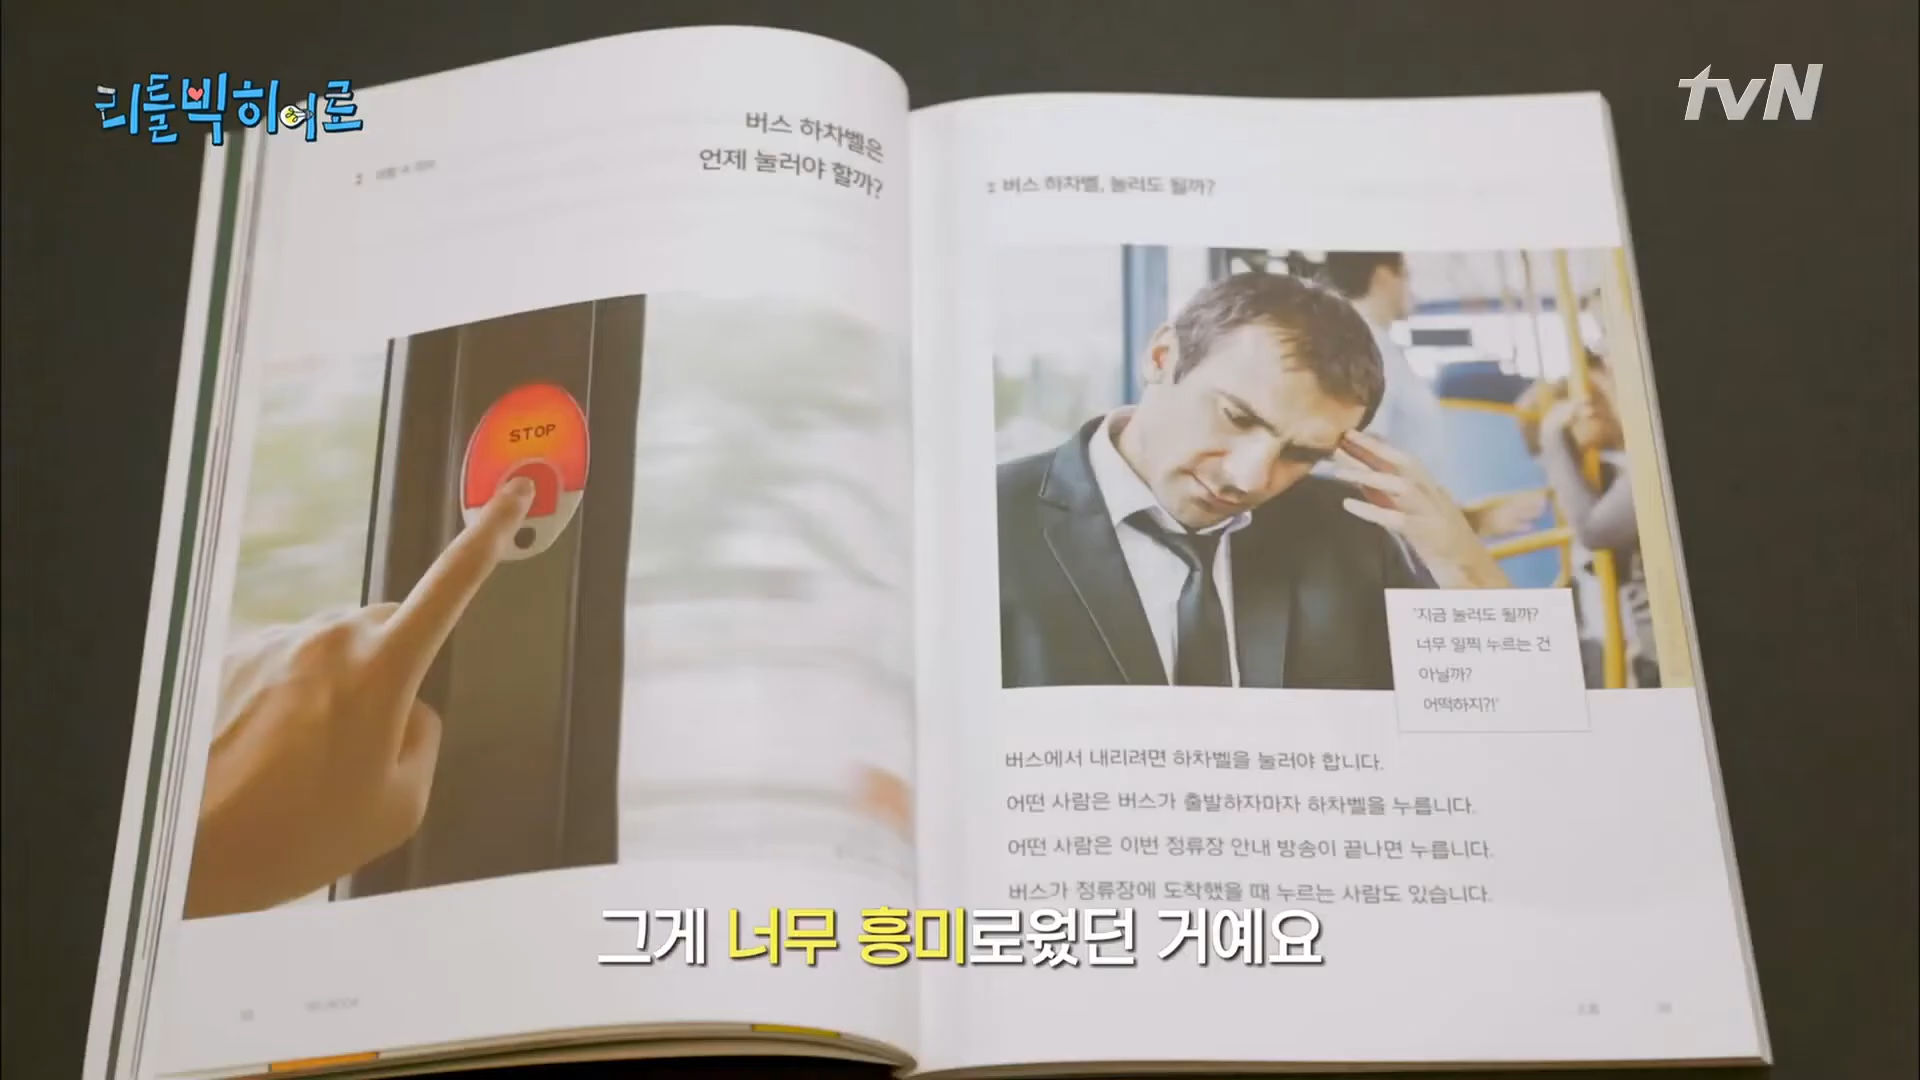 리틀빅히어로
tvN
버스 하차벨은
언제 눌러야 할까?
2
STOP
버스 하차벨, 눌러도 될까?
'지금 눌러도 될까?
너무 일찍 누르는 건
아닐까?
어떡하지?!'
버스에서 내리려면 하차벨을 눌러야 합니다.
어떤 사람은 버스가 출발하자마자 하차벨을 누릅니다.
어떤 사람은 이번 정류장 안내 방송이 끝나면 누릅니다.
버스가 정류장에 도착했을 때 누르는 사람도 있습니다.
그게 너무 흥미로웠던 거예요